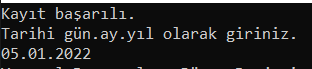 Kayıt başarılı.
Tarihi gün.ay.yıl olarak giriniz.
05.01.2022